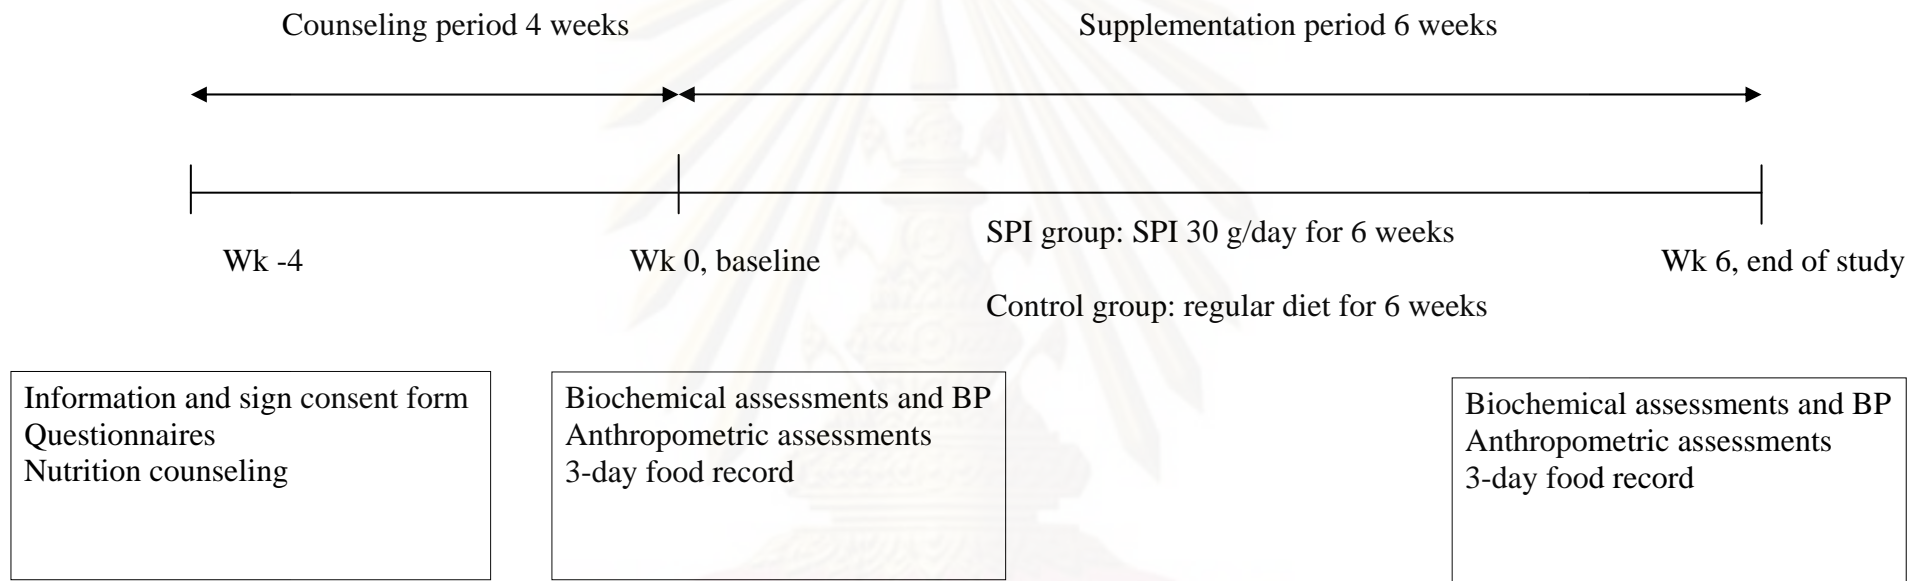 Counseling period 4 weeks
Supplementation period 6 weeks
SPI group: SPI 30 g/day for 6 weeks
Wk -4
Wk 0, baseline
Wk 6, end of study
Control group: regular diet for 6 weeks
Information and sign consent form
Questionnaires
Nutrition counseling
Biochemical assessments and BP
Anthropometric assessments
3-day food record
Biochemical assessments and BP
Anthropometric assessments
3-day food record